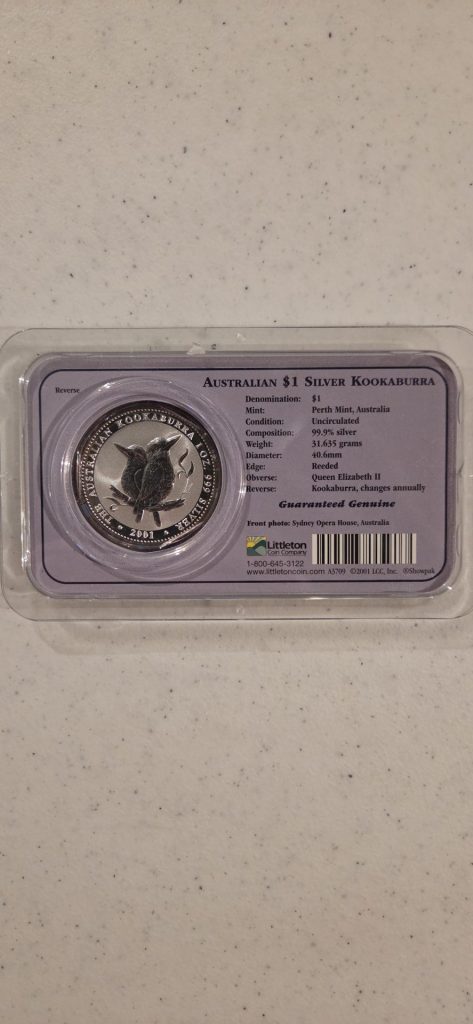 AUSTRALIAN $1 SILVER KOOKABURRA
Reverse
THE AUSTRALIAN KOOKABURRA 1 OZ. 999 SILVER
2001
Denomination: $1
Mint: Perth Mint, Australia
Condition: Uncirculated
Composition: 99.9% silver
Weight: 31.635 grams
Diameter: 40.6mm
Edge: Reeded
Obverse: Queen Elizabeth II
Reverse: Kookaburra, changes annually
Guaranteed Genuine
Front photo: Sydney Opera House, Australia
Littleton
Coin Company
1-800-645-3122
www.littletoncoin.com A5709 ©2001 LCC, Inc. ®Showpak